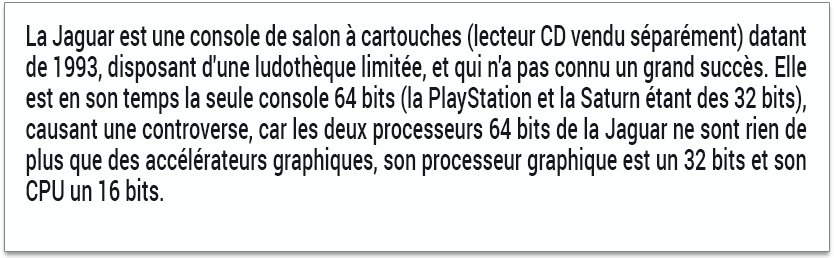 La Jaguar est une console de salon à cartouches (lecteur CD vendu séparément) datant
de 1993, disposant d'une ludothèque limitée, et qui n'a pas connu un grand succès. Elle
est en son temps la seule console 64 bits (la PlayStation et la Saturn étant des 32 bits),
causant une controverse, car les deux processeurs 64 bits de la Jaguar ne sont rien de
plus que des accélérateurs graphiques, son processeur graphique est un 32 bits et son
CPU un 16 bits.